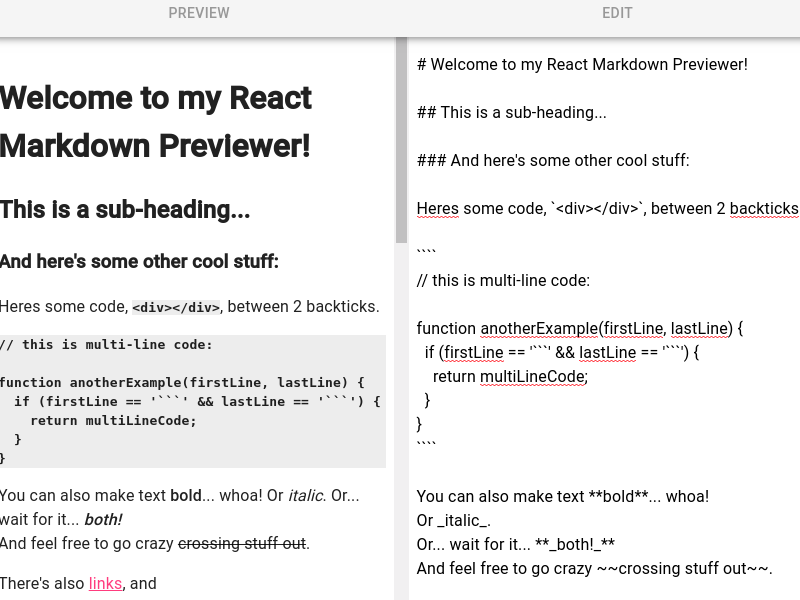 PREVIEW
EDIT
Welcome to my React
Markdown Previewer!
This is a sub-heading...
And here's some other cool stuff:
Heres some code, <div></div>, between 2 backticks.
// this is multi-line code:
function anotherExample(firstLine, lastLine) {
  if (firstLine == '```' && lastLine == '```') {
    return multiLineCode;
  }
}
You can also make text bold... whoa! Or italic. Or...
wait for it... both!
And feel free to go crazy crossing stuff out.
There's also links, and
# Welcome to my React Markdown Previewer!
## This is a sub-heading...
### And here's some other cool stuff:
Heres some code, `<div></div>`, between 2 backticks
````
// this is multi-line code:
function anotherExample(firstLine, lastLine) {
  if (firstLine == '```' && lastLine == '```') {
    return multiLineCode;
  }
}
````
You can also make text **bold**... whoa!
Or _italic_.
Or... wait for it... **_both!_**
And feel free to go crazy ~~crossing stuff out~~.